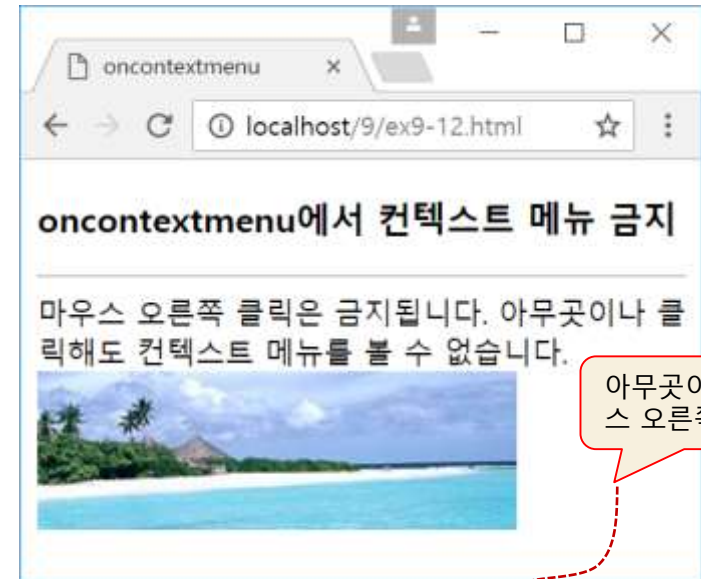 oncontextmenu
localhost/9/ex9-12.html
oncontextmenu에서 컨텍스트 메뉴 금지
마우스 오른쪽 클릭은 금지됩니다. 아무곳이나 클
릭해도 컨텍스트 메뉴를 볼 수 없습니다.
아무곳이
스 오른쪽